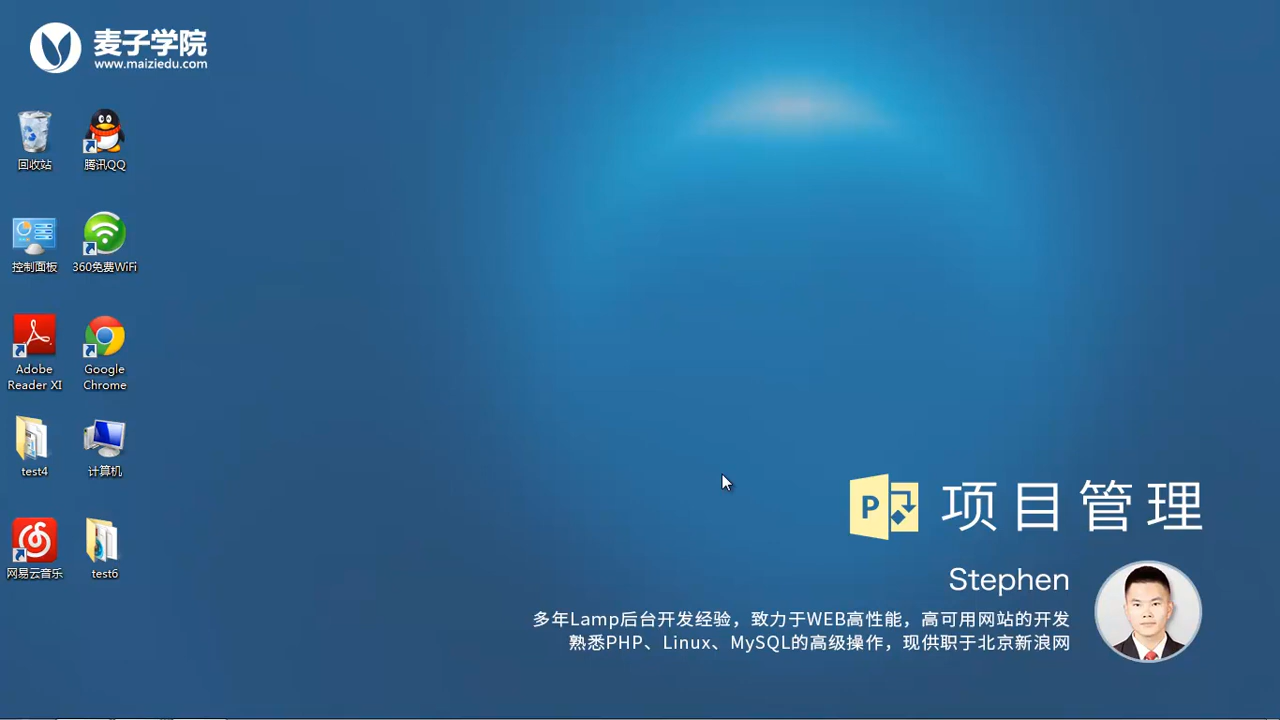 麦子学院
www.maiziedu.com
回收站
腾讯QQ
控制面板
360免费WiFi
Adobe
Reader XI
Google
Chrome
test4
计算机
网易云音乐
test6
P
项目管理
Stephen
多年Lamp后台开发经验，致力于WEB高性能，高可用网站的开发
熟悉PHP、Linux、MySQL的高级操作，现供职于北京新浪网